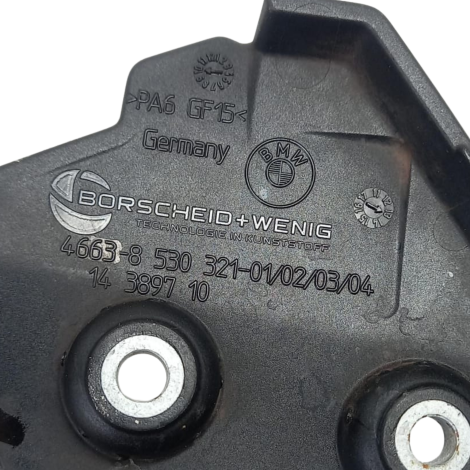 >PA6 GF15<
Germany
BMW
BORSCHEID+WENIG
TECHNOLOGIE IN KUNSTSTOFF
4663-8 530 321-01/02/03/04
14 3897 10